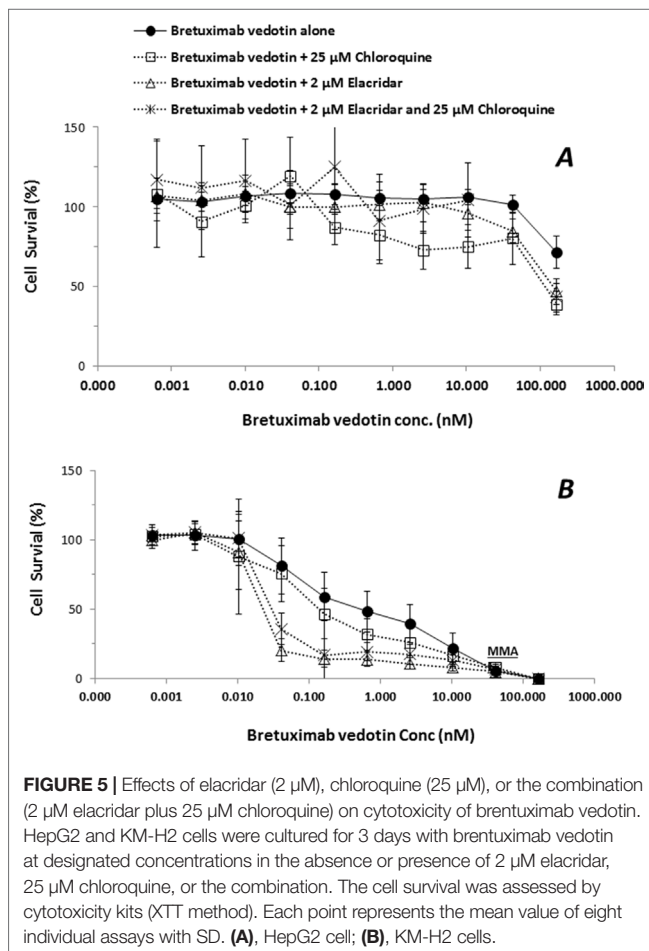 Bretuximab vedotin alone
Bretuximab vedotin + 25 µM Chloroquine
Bretuximab vedotin + 2 µM Elacridar
Bretuximab vedotin + 2 µM Elacridar and 25 µM Chloroquine
A
Cell Survial (%)
150
100
50
0
0.000 0.001 0.010 0.100 1.000 10.000 100.000 1000.000
Bretuximab vedotin conc. (nM)
B
Cell Survial (%)
150
100
50
0
MMA
0.000 0.001 0.010 0.100 1.000 10.000 100.000 1000.000
Bretuximab vedotin Conc (nM)
FIGURE 5 | Effects of elacridar (2 µM), chloroquine (25 µM), or the combination
(2 µM elacridar plus 25 µM chloroquine) on cytotoxicity of brentuximab vedotin.
HepG2 and KM-H2 cells were cultured for 3 days with brentuximab vedotin
at designated concentrations in the absence or presence of 2 µM elacridar,
25 µM chloroquine, or the combination. The cell survival was assessed by
cytotoxicity kits (XTT method). Each point represents the mean value of eight
individual assays with SD. (A), HepG2 cell; (B), KM-H2 cells.